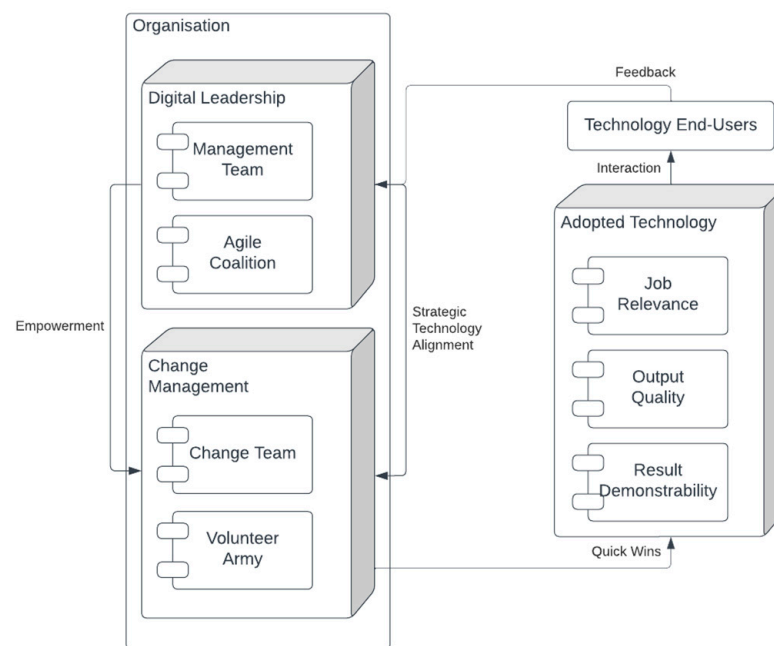 Organisation
Digital Leadership
Management
Team
Agile
Coalition
Empowerment
Change
Management
Change Team
Volunteer
Army
Strategic
Technology
Alignment
Feedback
Technology End-Users
Interaction
Adopted Technology
Job
Relevance
Output
Quality
Result
Demonstrability
Quick Wins